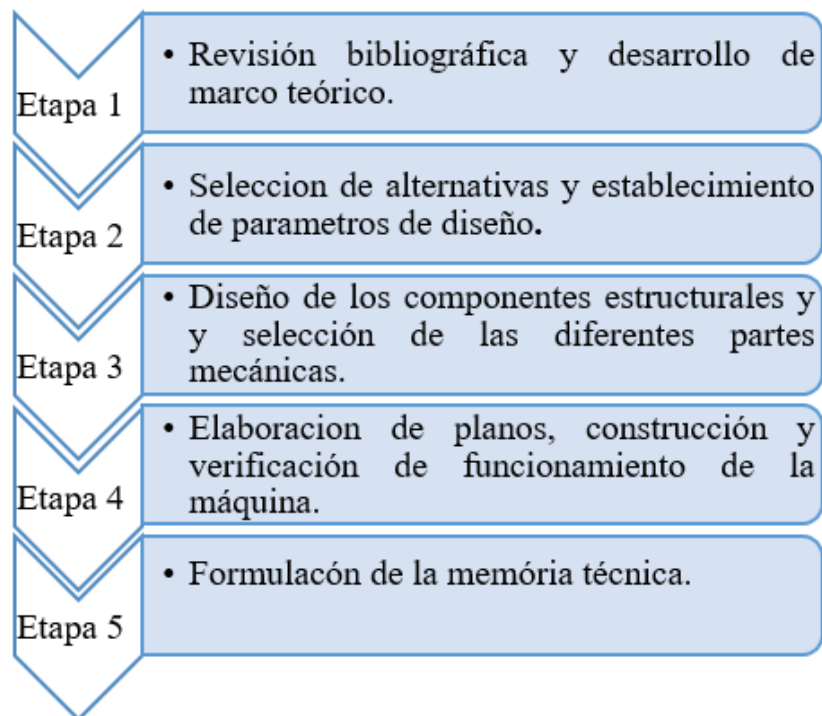 Etapa 1
• Revisión bibliográfica y desarrollo de
marco teórico.
Etapa 2
• Seleccion de alternativas y establecimiento
de parametros de diseño.
Etapa 3
• Diseño de los componentes estructurales y
y selección de las diferentes partes
mecánicas.
Etapa 4
• Elaboracion de planos, construcción y
verificación de funcionamiento de la
máquina.
Etapa 5
• Formulacón de la memória técnica.